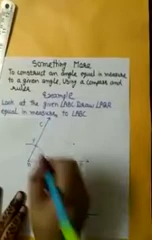 Something More
To construct an angle equal in measure
to a given angle, using a compass and
ruler
Example
Look at the given ∠ABC. Draw ∠PQR
equal in measure to ∠ABC
C